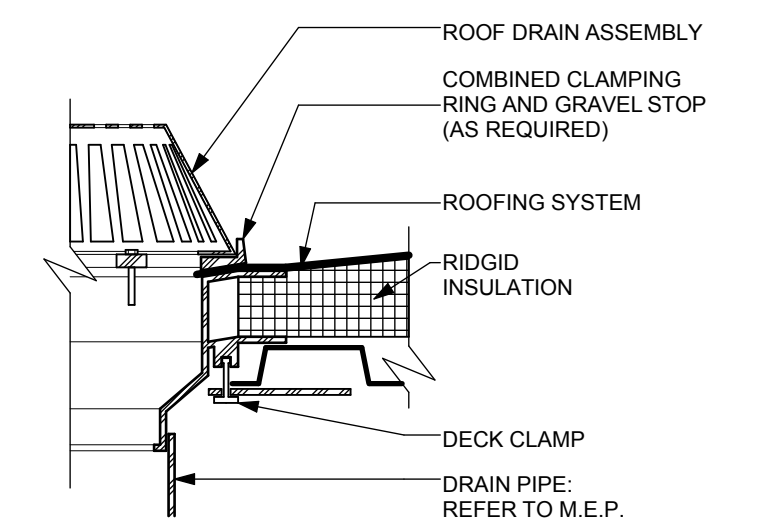 ROOF DRAIN ASSEMBLY
COMBINED CLAMPING
RING AND GRAVEL STOP
(AS REQUIRED)
ROOFING SYSTEM
RIDGID
INSULATION
DECK CLAMP
DRAIN PIPE:
REFER TO M.E.P.